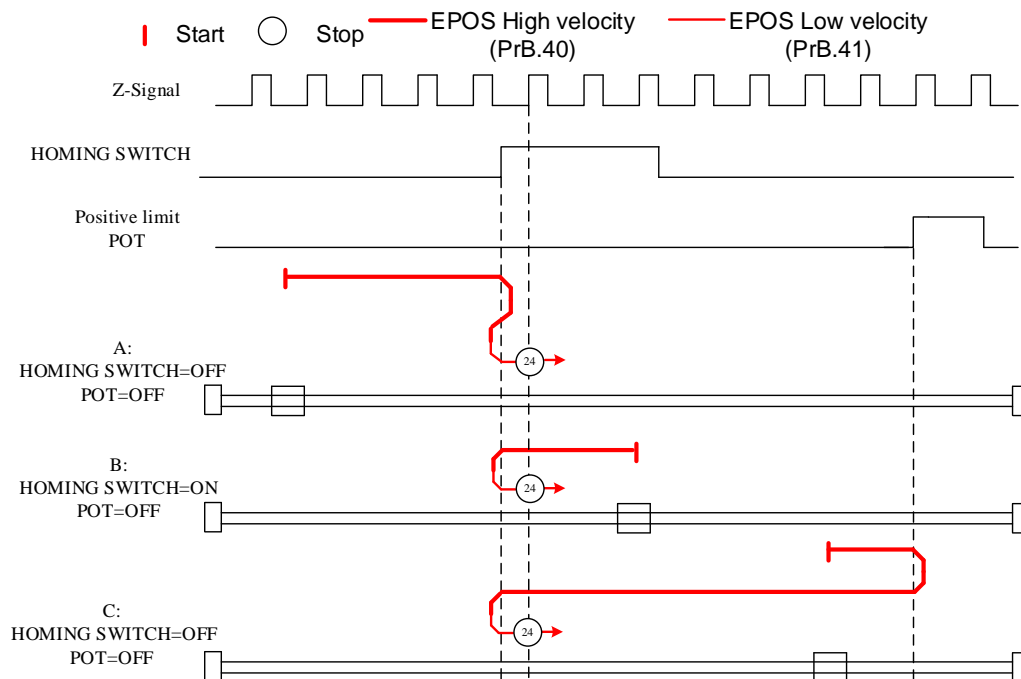 Start Stop EPOS High velocity EPOS Low velocity
(PrB.40) (PrB.41)
Z-Signal
HOMING SWITCH
Positive limit
POT
24
A:
HOMING SWITCH=OFF
POT=OFF
24
B:
HOMING SWITCH=ON
POT=OFF
24
C:
HOMING SWITCH=OFF
POT=OFF